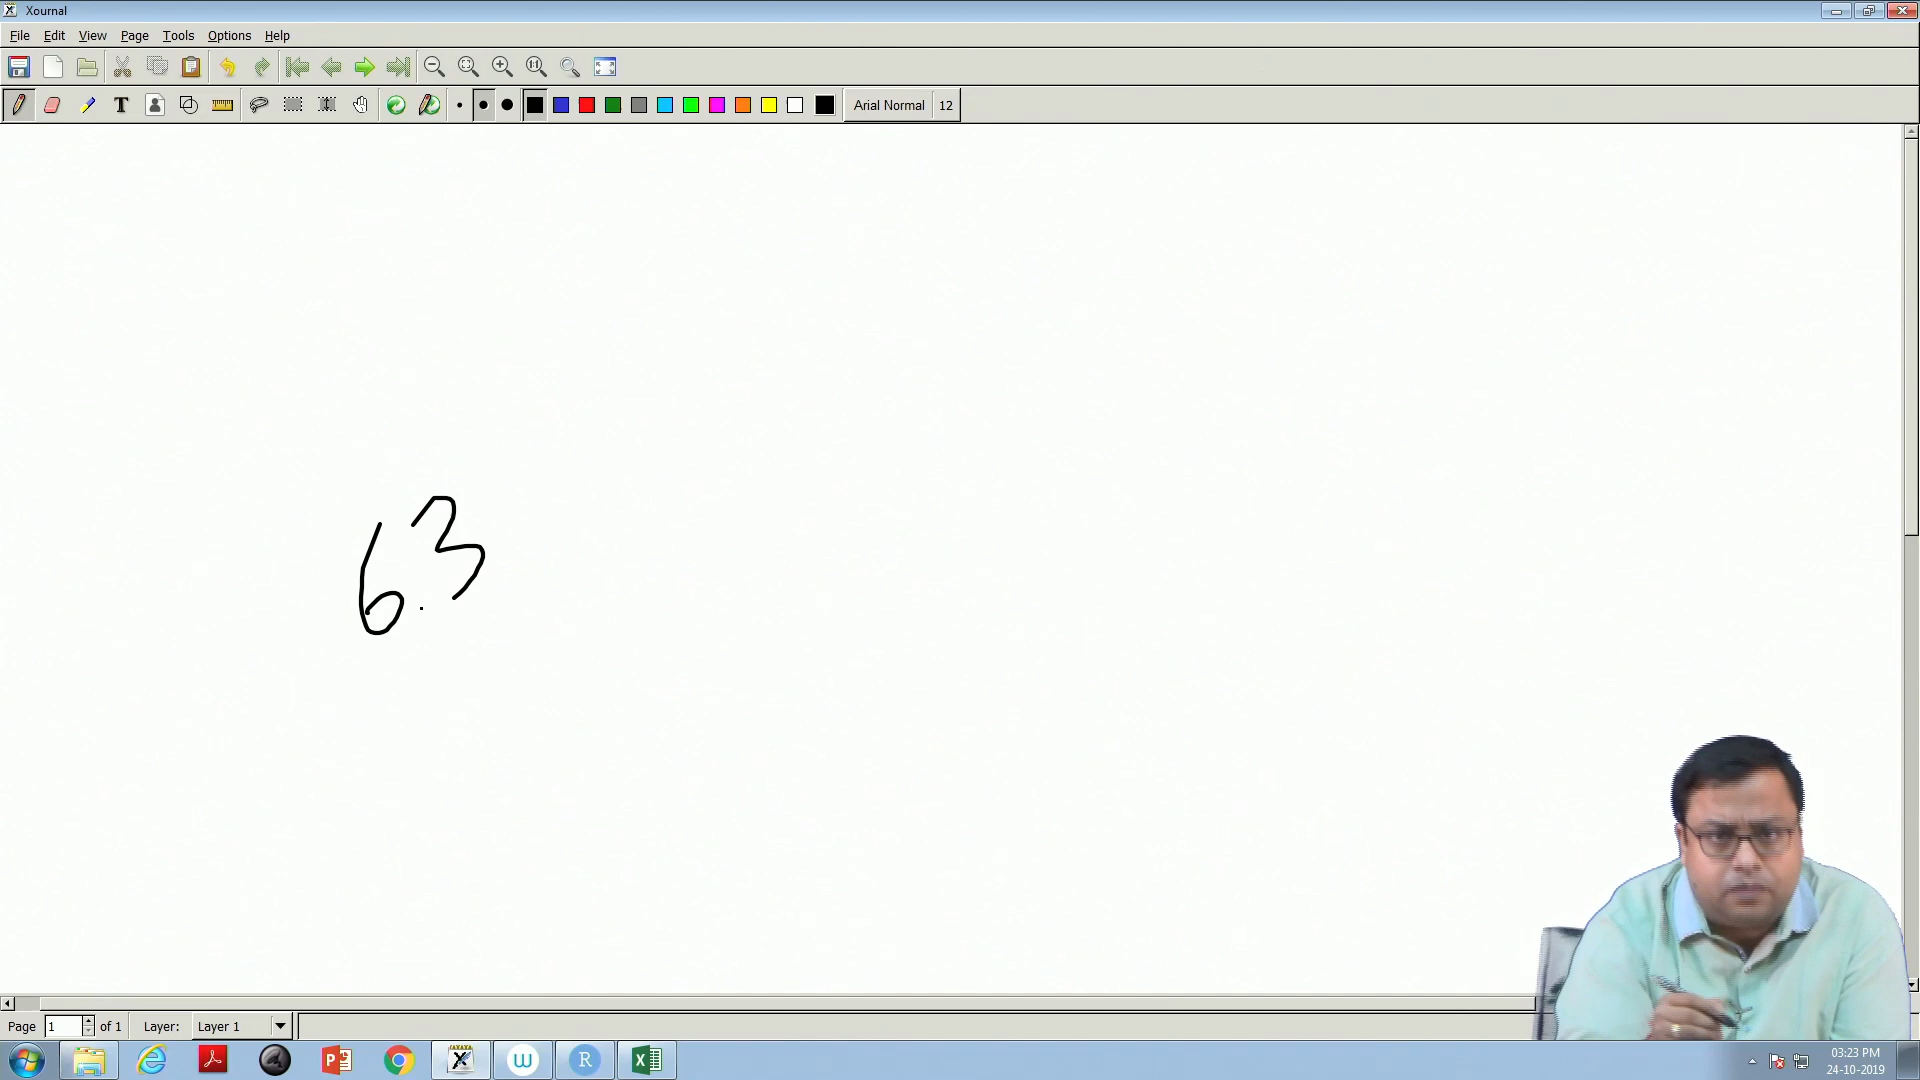 Xournal
File Edit View Page Tools Options Help
T Arial Normal 12
6.3
Page 1 of 1 Layer: Layer 1
W R
03:23 PM
24-10-2019